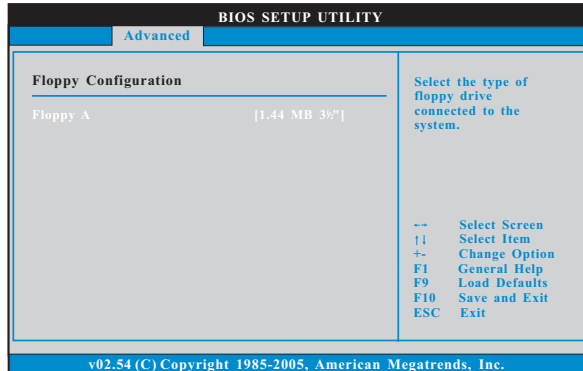 BIOS SETUP UTILITY
Advanced
Floppy Configuration
Floppy A [1.44 MB 3½"]
Select the type of
floppy drive
connected to the
system.
←→ Select Screen
↑↓ Select Item
+- Change Option
F1 General Help
F9 Load Defaults
F10 Save and Exit
ESC Exit
v02.54 (C) Copyright 1985-2005, American Megatrends, Inc.